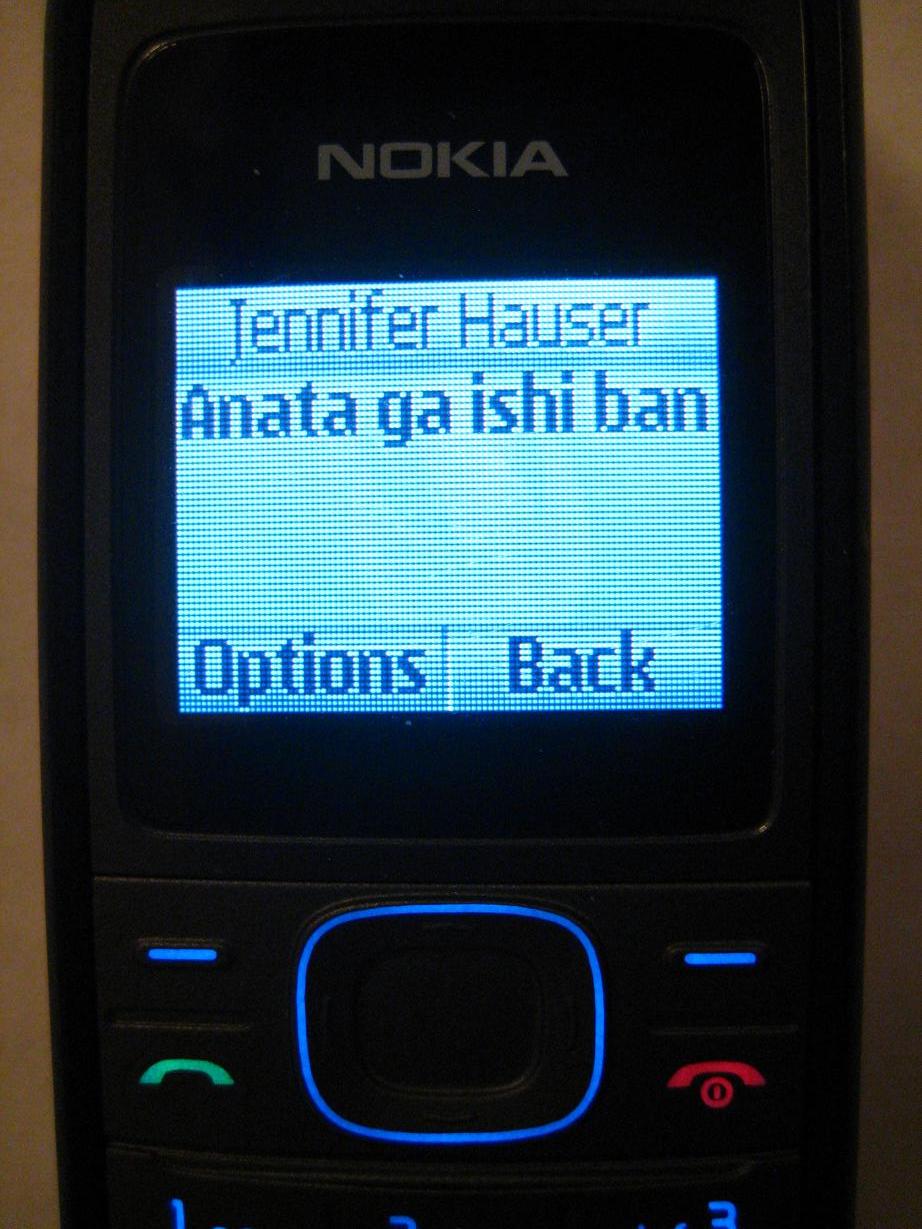 NOKIA
Jennifer Hauser
Anata ga ishi ban
Options Back